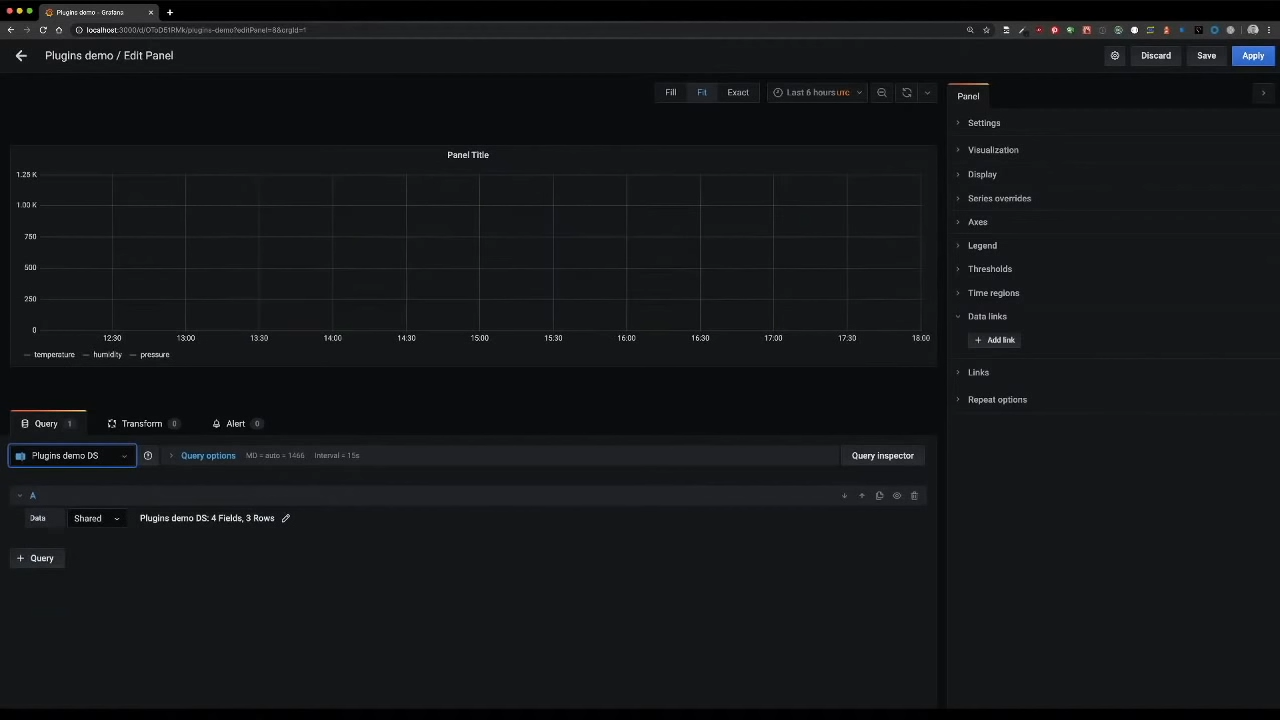 Plugins demo - Grafana
localhost:3000/d/OToD51RMk/plugins-demo?editPanel=8&orgId=1
Plugins demo / Edit Panel
Discard
Save
Apply
Fill
Fit
Exact
Last 6 hours UTC
Panel
Settings
Visualization
Display
Series overrides
Axes
Legend
Thresholds
Time regions
Data links
+ Add link
Links
Repeat options
Panel Title
1.25 K
1.00 K
750
500
250
0
12:30 13:00 13:30 14:00 14:30 15:00 15:30 16:00 16:30 17:00 17:30 18:00
temperature humidity pressure
Query 1
Transform 0
Alert 0
Plugins demo DS
Query options MD = auto = 1466 Interval = 15s
Query inspector
A
Data Shared Plugins demo DS: 4 Fields, 3 Rows
+ Query